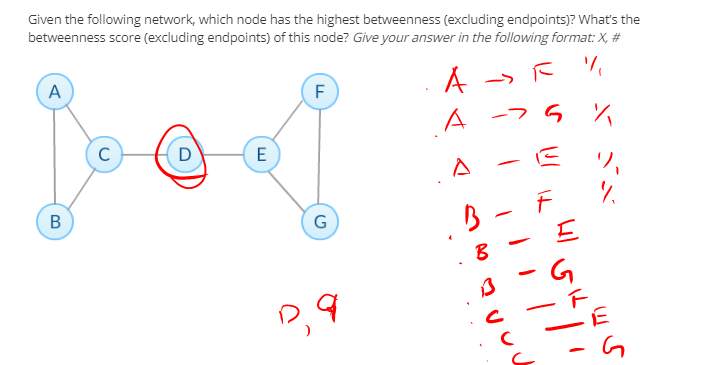 Given the following network, which node has the highest betweenness (excluding endpoints)? What's the
betweenness score (excluding endpoints) of this node? Give your answer in the following format: X, #
A
F
C
D
E
B
G
A → F 1/1
A → G 1/1
A - E 1/1
B - F 1/1
B - E
B - G
C - F
C - E
C - G
D, 9